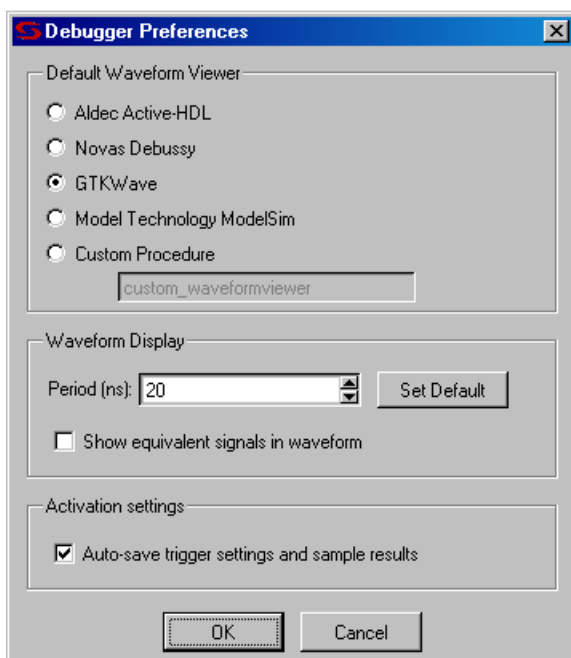 Debugger Preferences
Default Waveform Viewer
Aldec Active-HDL
Novas Debussy
GTKWave
Model Technology ModelSim
Custom Procedure
custom_waveformviewer
Waveform Display
Period (ns): 20 Set Default
Show equivalent signals in waveform
Activation settings
Auto-save trigger settings and sample results
OK Cancel